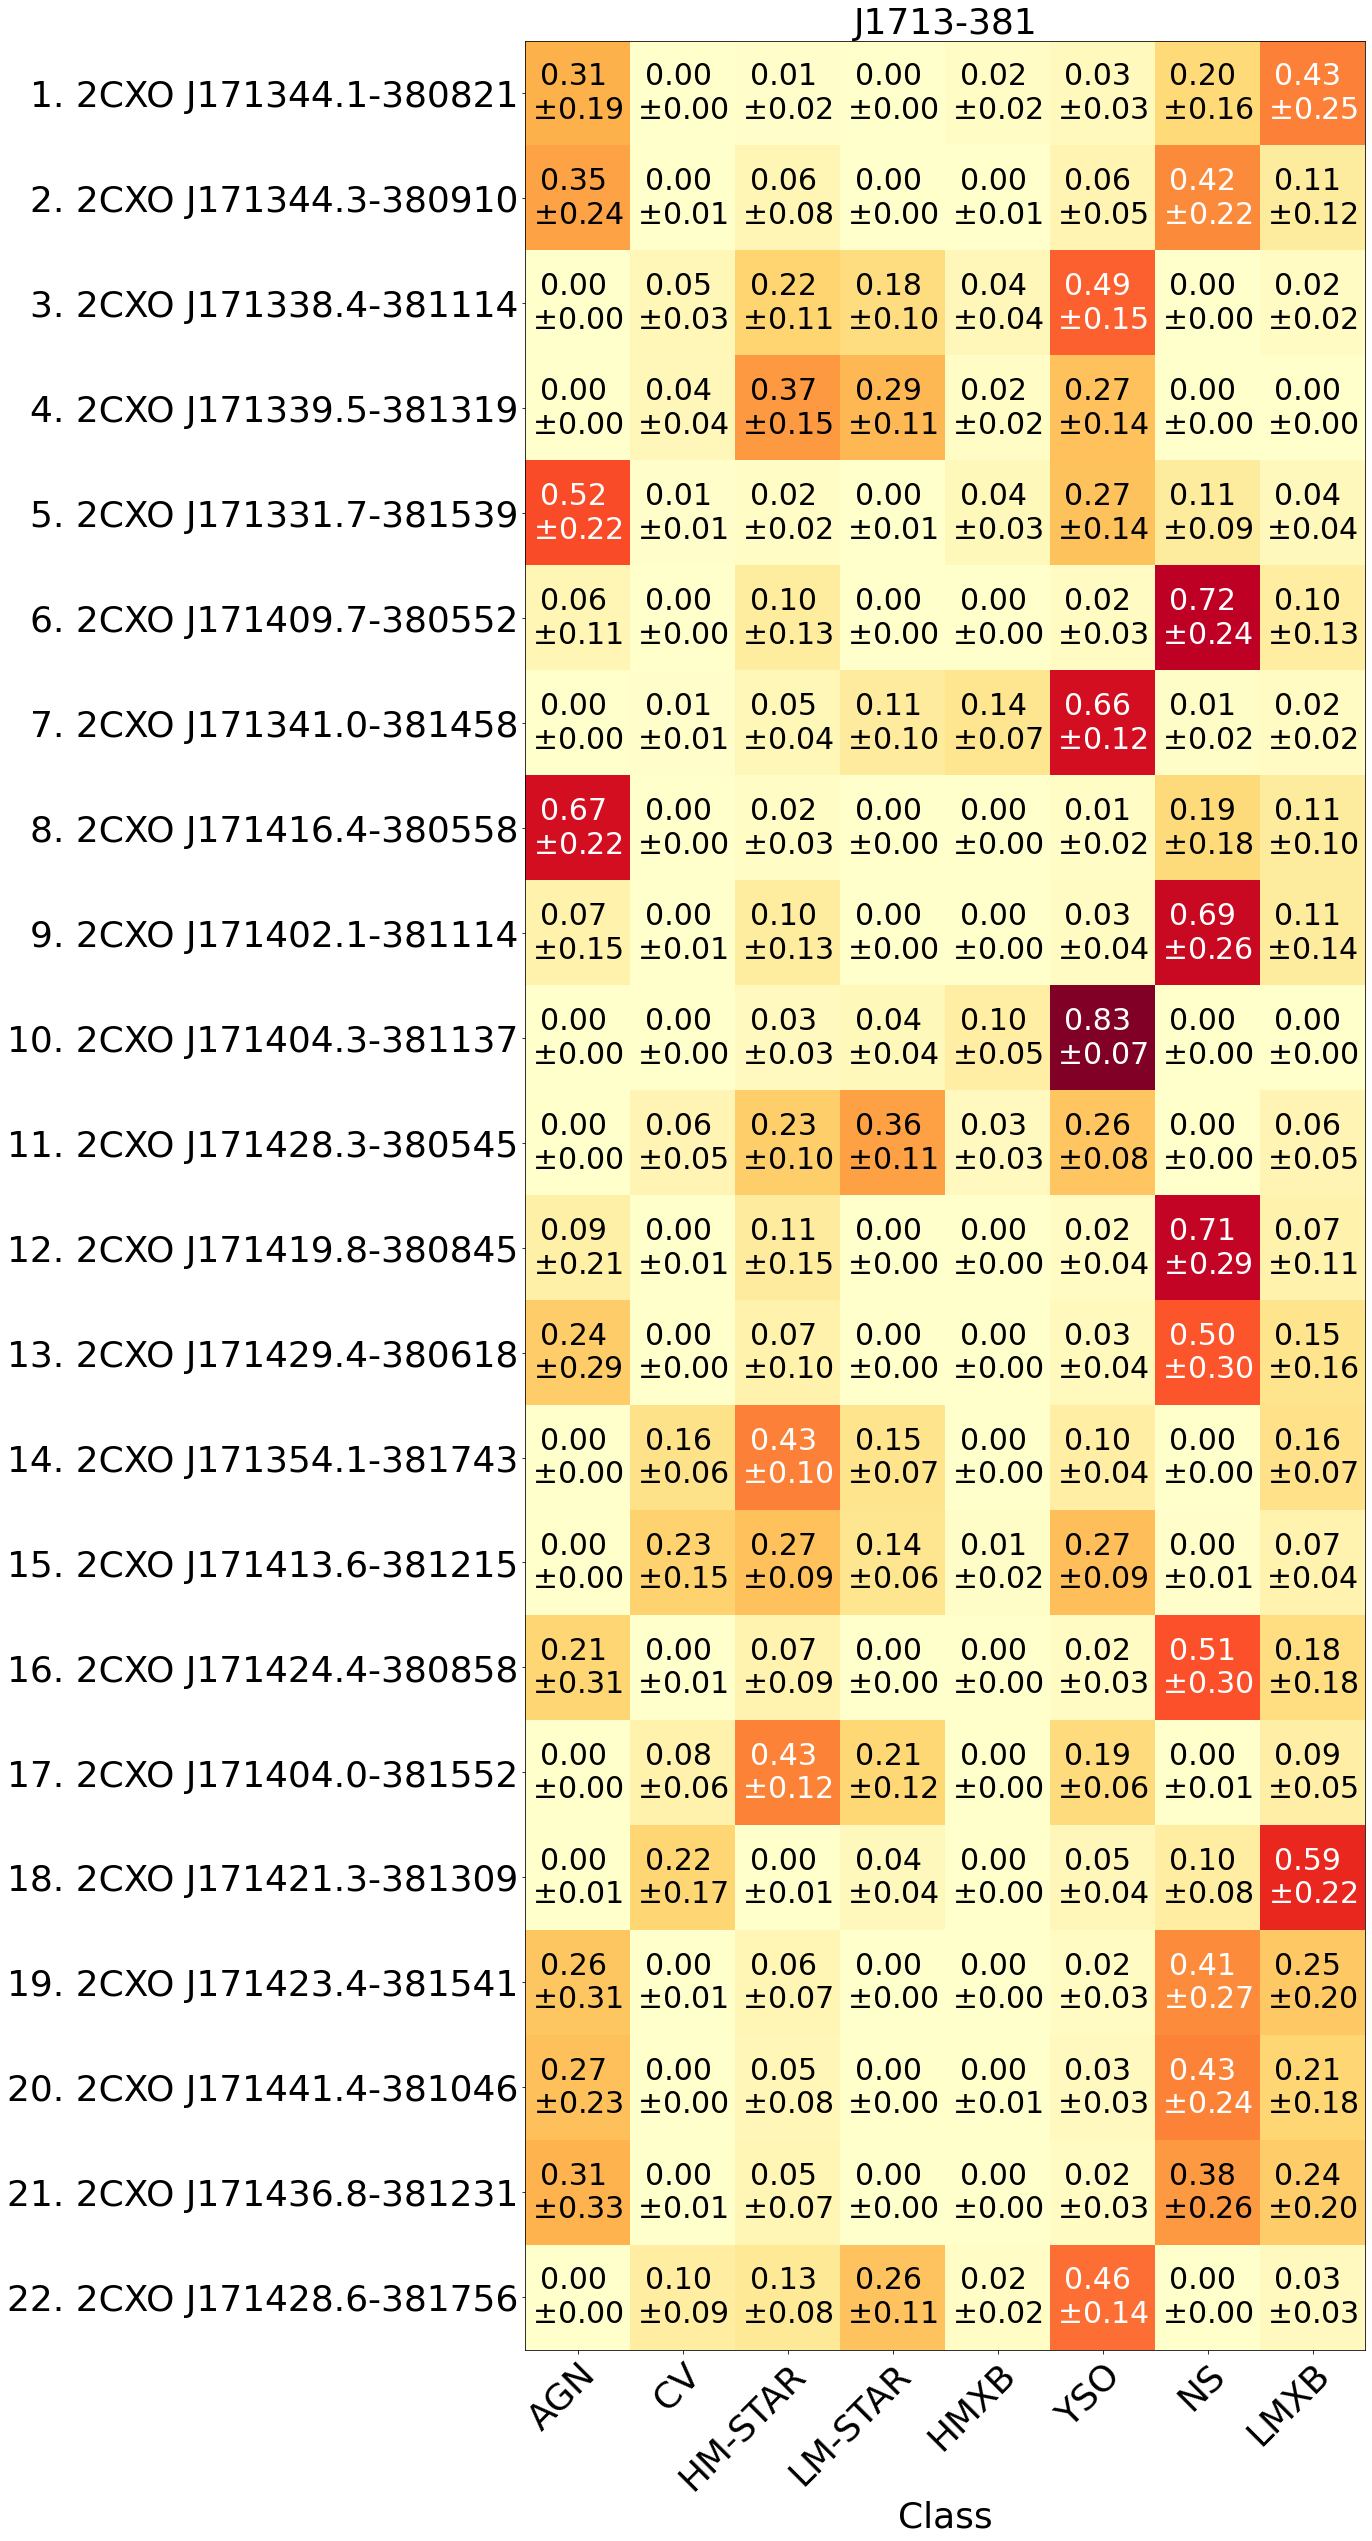 J1713-381
1. 2CXO J171344.1-380821 0.31 0.00 0.01 0.00 0.02 0.03 0.20 0.43
±0.19 ±0.00 ±0.02 ±0.00 ±0.02 ±0.03 ±0.16 ±0.25
2. 2CXO J171344.3-380910 0.35 0.00 0.06 0.00 0.00 0.06 0.42 0.11
±0.24 ±0.01 ±0.08 ±0.00 ±0.01 ±0.05 ±0.22 ±0.12
3. 2CXO J171338.4-381114 0.00 0.05 0.22 0.18 0.04 0.49 0.00 0.02
±0.00 ±0.03 ±0.11 ±0.10 ±0.04 ±0.15 ±0.00 ±0.02
4. 2CXO J171339.5-381319 0.00 0.04 0.37 0.29 0.02 0.27 0.00 0.00
±0.00 ±0.04 ±0.15 ±0.11 ±0.02 ±0.14 ±0.00 ±0.00
5. 2CXO J171331.7-381539 0.52 0.01 0.02 0.00 0.04 0.27 0.11 0.04
±0.22 ±0.01 ±0.02 ±0.01 ±0.03 ±0.14 ±0.09 ±0.04
6. 2CXO J171409.7-380552 0.06 0.00 0.10 0.00 0.00 0.02 0.72 0.10
±0.11 ±0.00 ±0.13 ±0.00 ±0.00 ±0.03 ±0.24 ±0.13
7. 2CXO J171341.0-381458 0.00 0.01 0.05 0.11 0.14 0.66 0.01 0.02
±0.00 ±0.01 ±0.04 ±0.10 ±0.07 ±0.12 ±0.02 ±0.02
8. 2CXO J171416.4-380558 0.67 0.00 0.02 0.00 0.00 0.01 0.19 0.11
±0.22 ±0.00 ±0.03 ±0.00 ±0.00 ±0.02 ±0.18 ±0.10
9. 2CXO J171402.1-381114 0.07 0.00 0.10 0.00 0.00 0.03 0.69 0.11
±0.15 ±0.01 ±0.13 ±0.00 ±0.00 ±0.04 ±0.26 ±0.14
10. 2CXO J171404.3-381137 0.00 0.00 0.03 0.04 0.10 0.83 0.00 0.00
±0.00 ±0.00 ±0.03 ±0.04 ±0.05 ±0.07 ±0.00 ±0.00
11. 2CXO J171428.3-380545 0.00 0.06 0.23 0.36 0.03 0.26 0.00 0.06
±0.00 ±0.05 ±0.10 ±0.11 ±0.03 ±0.08 ±0.00 ±0.05
12. 2CXO J171419.8-380845 0.09 0.00 0.11 0.00 0.00 0.02 0.71 0.07
±0.21 ±0.01 ±0.15 ±0.00 ±0.00 ±0.04 ±0.29 ±0.11
13. 2CXO J171429.4-380618 0.24 0.00 0.07 0.00 0.00 0.03 0.50 0.15
±0.29 ±0.00 ±0.10 ±0.00 ±0.00 ±0.04 ±0.30 ±0.16
14. 2CXO J171354.1-381743 0.00 0.16 0.43 0.15 0.00 0.10 0.00 0.16
±0.00 ±0.06 ±0.10 ±0.07 ±0.00 ±0.04 ±0.00 ±0.07
15. 2CXO J171413.6-381215 0.00 0.23 0.27 0.14 0.01 0.27 0.00 0.07
±0.00 ±0.15 ±0.09 ±0.06 ±0.02 ±0.09 ±0.01 ±0.04
16. 2CXO J171424.4-380858 0.21 0.00 0.07 0.00 0.00 0.02 0.51 0.18
±0.31 ±0.01 ±0.09 ±0.00 ±0.00 ±0.03 ±0.30 ±0.18
17. 2CXO J171404.0-381552 0.00 0.08 0.43 0.21 0.00 0.19 0.00 0.09
±0.00 ±0.06 ±0.12 ±0.12 ±0.00 ±0.06 ±0.01 ±0.05
18. 2CXO J171421.3-381309 0.00 0.22 0.00 0.04 0.00 0.05 0.10 0.59
±0.01 ±0.17 ±0.01 ±0.04 ±0.00 ±0.04 ±0.08 ±0.22
19. 2CXO J171423.4-381541 0.26 0.00 0.06 0.00 0.00 0.02 0.41 0.25
±0.31 ±0.01 ±0.07 ±0.00 ±0.00 ±0.03 ±0.27 ±0.20
20. 2CXO J171441.4-381046 0.27 0.00 0.05 0.00 0.00 0.03 0.43 0.21
±0.23 ±0.00 ±0.08 ±0.00 ±0.01 ±0.03 ±0.24 ±0.18
21. 2CXO J171436.8-381231 0.31 0.00 0.05 0.00 0.00 0.02 0.38 0.24
±0.33 ±0.01 ±0.07 ±0.00 ±0.00 ±0.03 ±0.26 ±0.20
22. 2CXO J171428.6-381756 0.00 0.10 0.13 0.26 0.02 0.46 0.00 0.03
±0.00 ±0.09 ±0.08 ±0.11 ±0.02 ±0.14 ±0.00 ±0.03
AGN CV HM-STAR LM-STAR HMXB YSO NS LMXB
Class